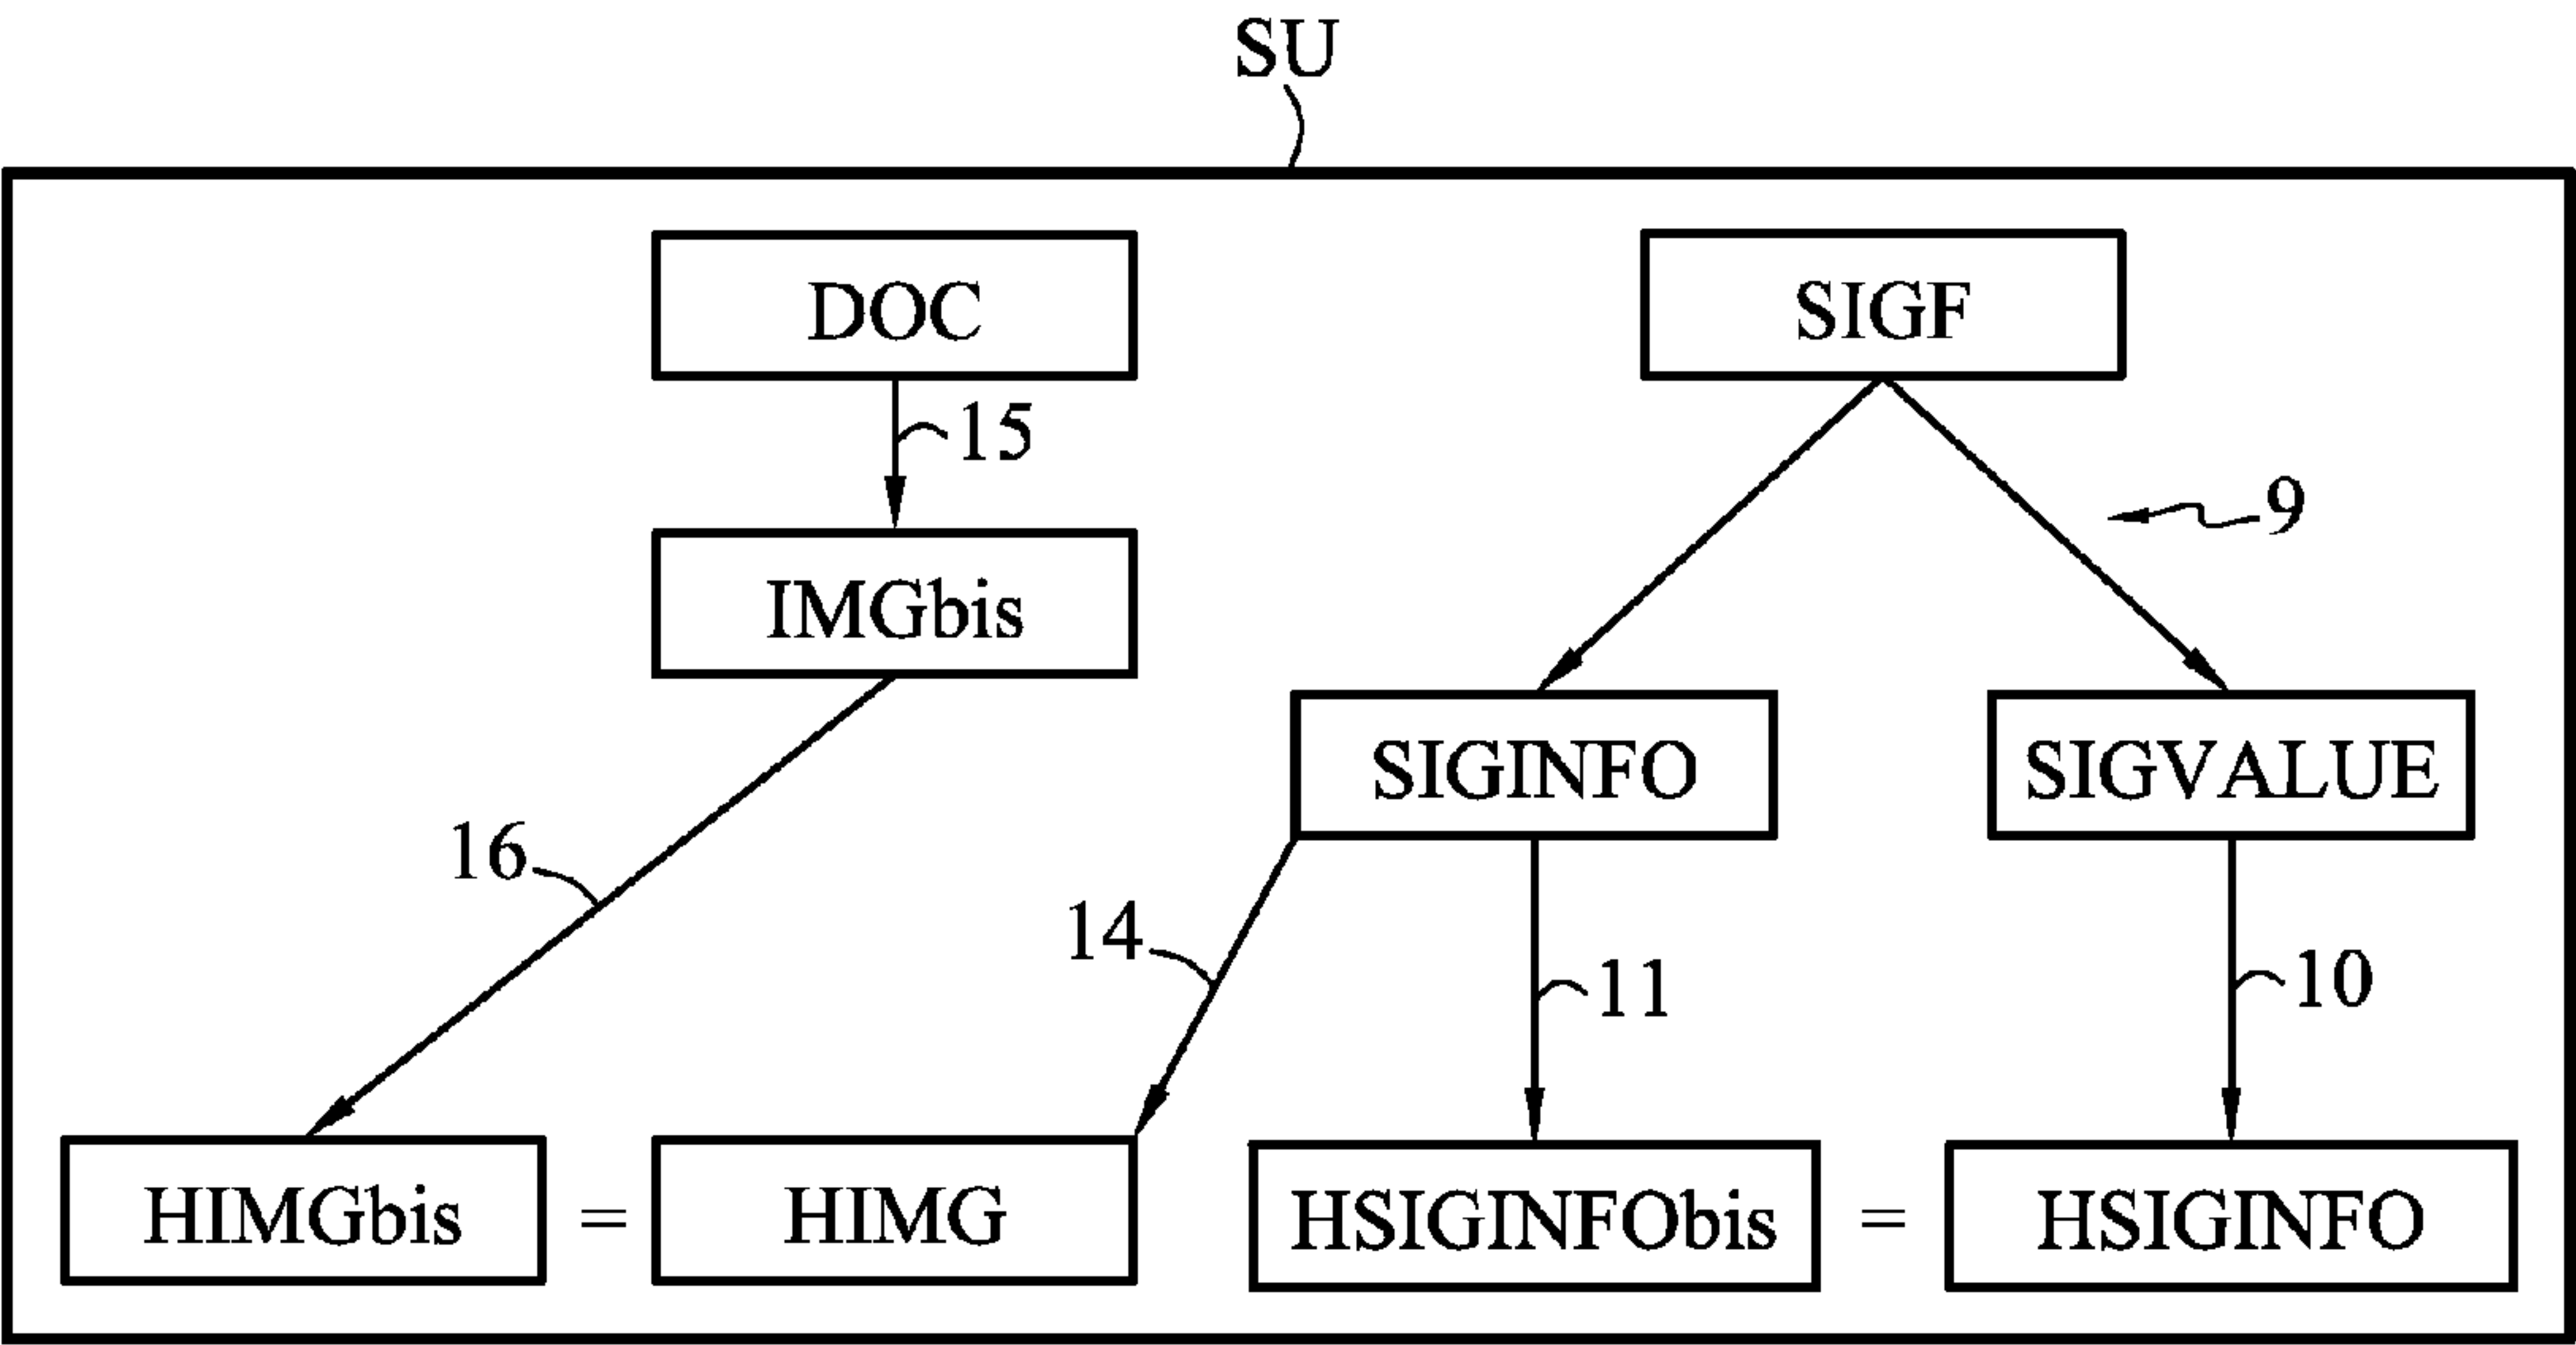 SU
DOC
SIGF
15
9
IMGbis
SIGINFO
SIGVALUE
16
14
11
10
HIMGbis = HIMG
HSIGINFObis = HSIGINFO